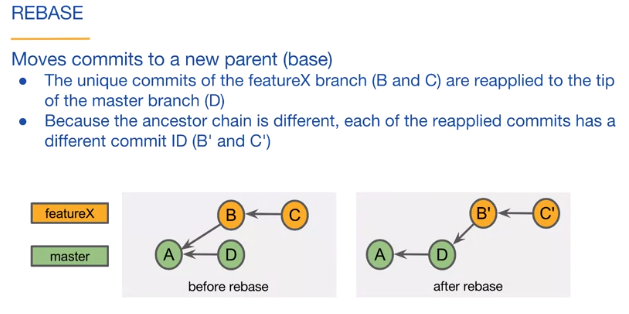 REBASE
Moves commits to a new parent (base)
● The unique commits of the featureX branch (B and C) are reapplied to the tip
of the master branch (D)
● Because the ancestor chain is different, each of the reapplied commits has a
different commit ID (B' and C')
featureX
B C
B' C'
master
A D
A D
before rebase
after rebase